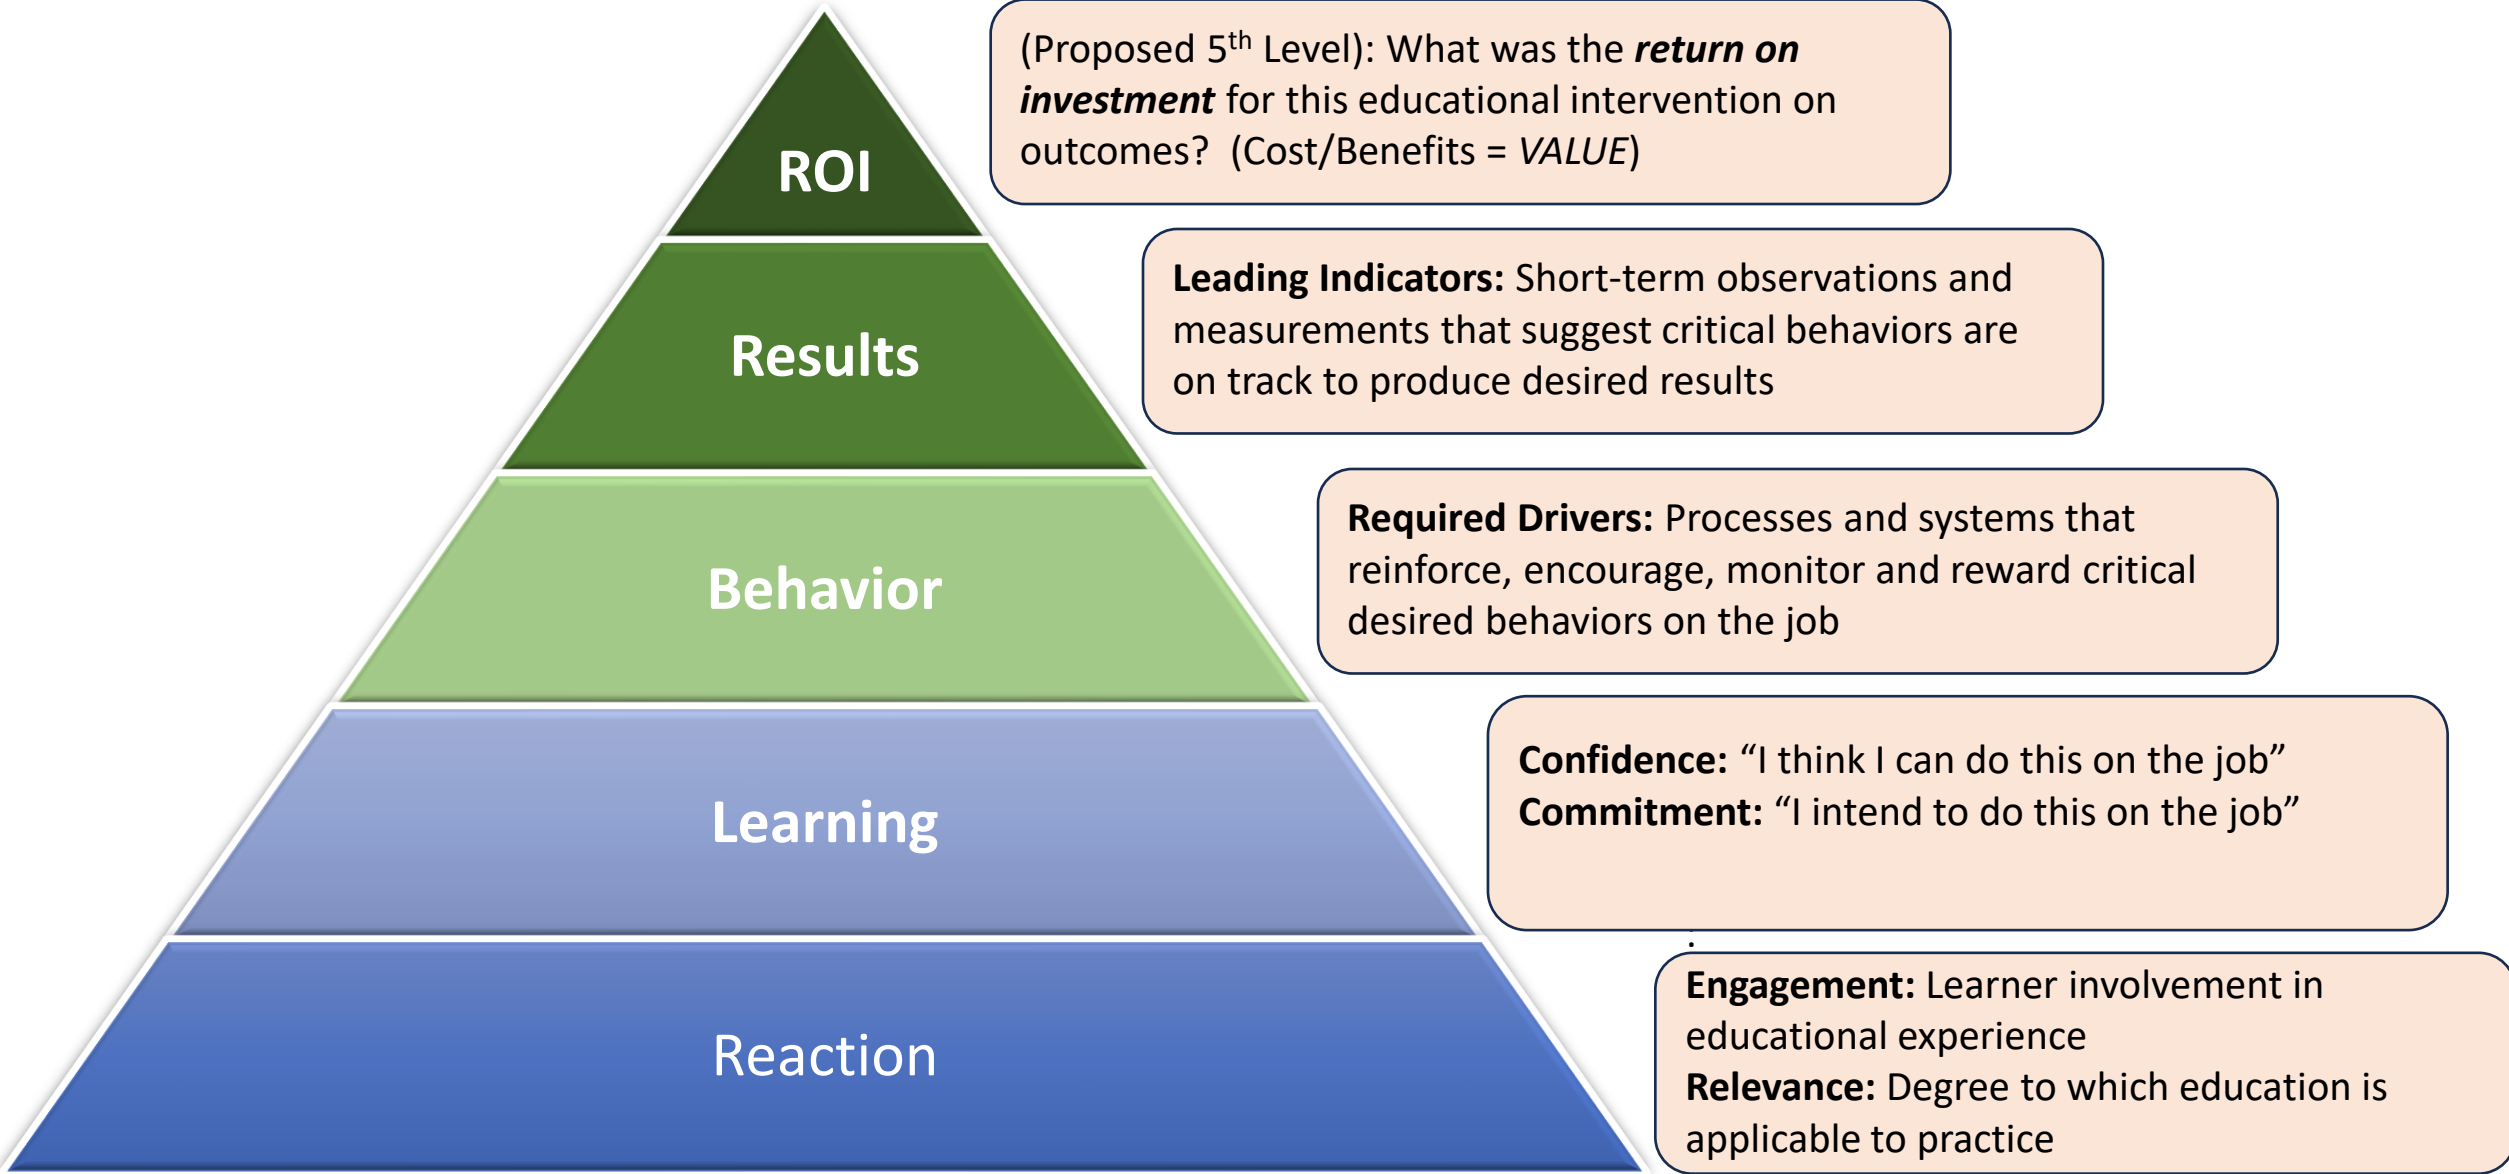 ROI
(Proposed 5th Level): What was the return on
investment for this educational intervention on
outcomes?  (Cost/Benefits = VALUE)
Results
Leading Indicators: Short-term observations and
measurements that suggest critical behaviors are
on track to produce desired results
Behavior
Required Drivers: Processes and systems that
reinforce, encourage, monitor and reward critical
desired behaviors on the job
Learning
Confidence: “I think I can do this on the job”
Commitment: “I intend to do this on the job”
Reaction
Engagement: Learner involvement in
educational experience
Relevance: Degree to which education is
applicable to practice